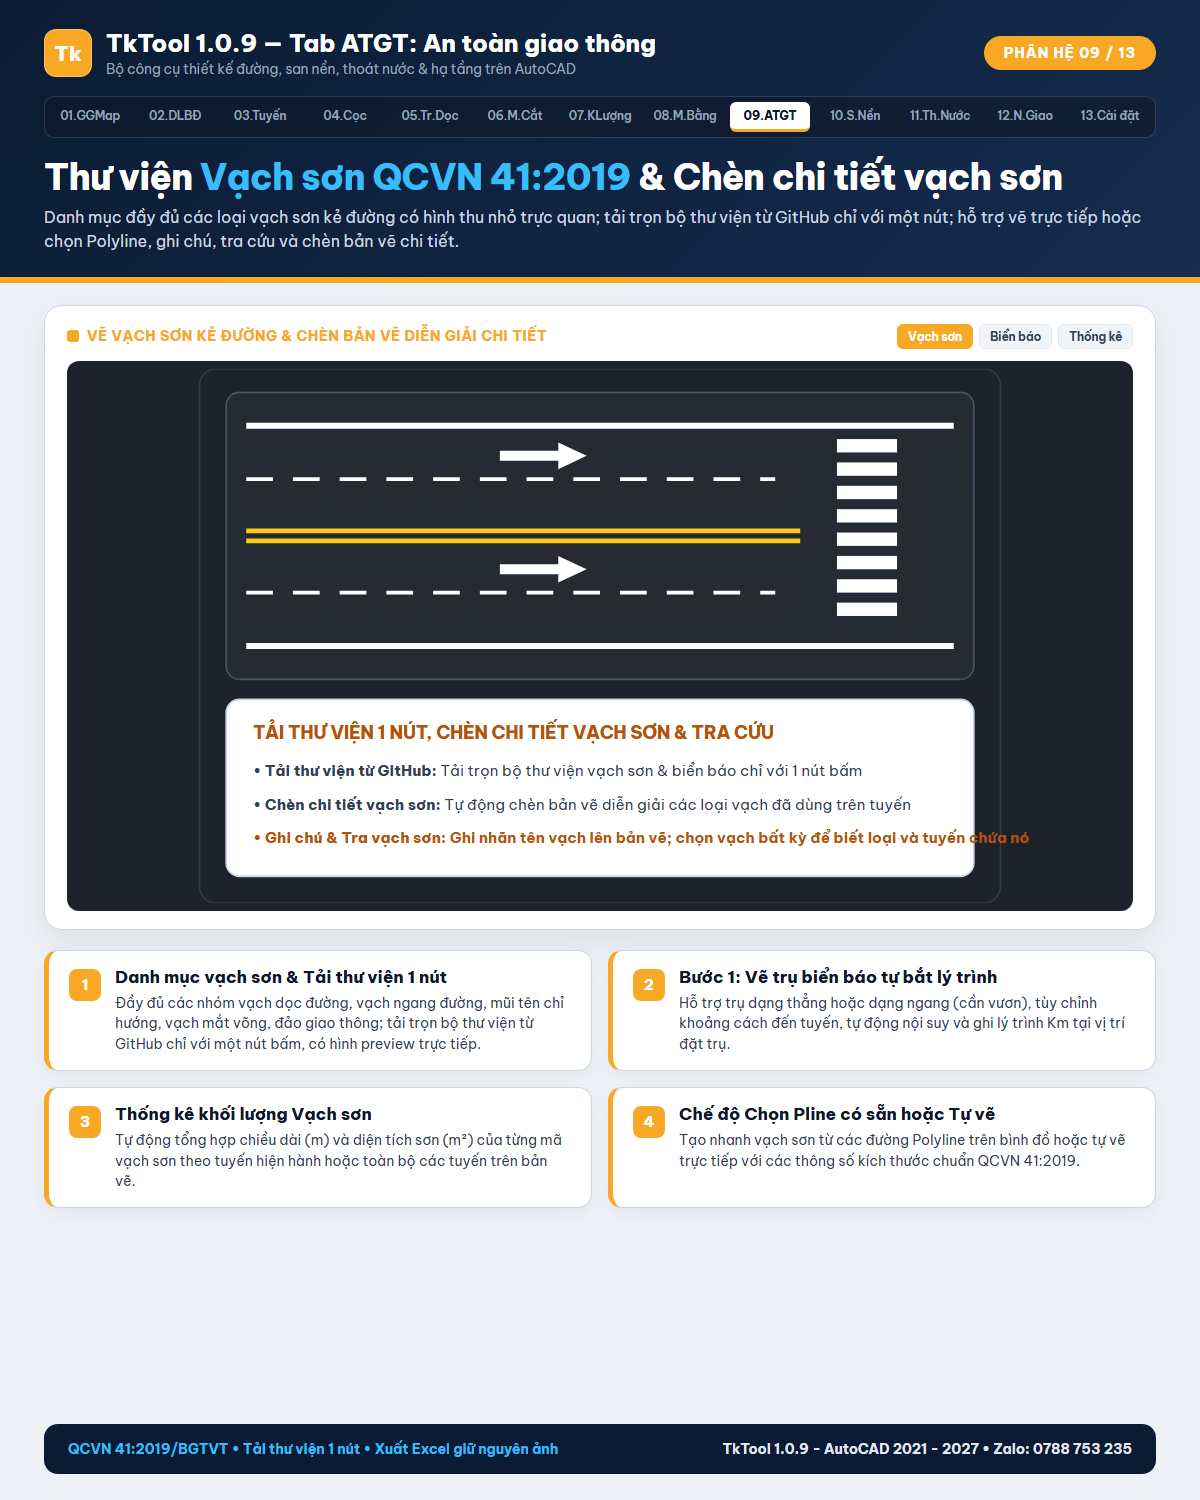 Tk
TkTool 1.0.9 — Tab ATGT: An toàn giao thông
Bộ công cụ thiết kế đường, san nền, thoát nước & hạ tầng trên AutoCAD
PHÂN HỆ 09 / 13
01.GGMap 02.DLBĐ 03.Tuyến 04.Cọc 05.Tr.Dọc 06.M.Cắt 07.KLượng 08.M.Bằng 09.ATGT 10.S.Nền 11.Th.Nước 12.N.Giao 13.Cài đặt
Thư viện Vạch sơn QCVN 41:2019 & Chèn chi tiết vạch sơn
Danh mục đầy đủ các loại vạch sơn kẻ đường có hình thu nhỏ trực quan; tải trọn bộ thư viện từ GitHub chỉ với một nút; hỗ trợ vẽ trực tiếp hoặc
chọn Polyline, ghi chú, tra cứu và chèn bản vẽ chi tiết.
VẼ VẠCH SƠN KẺ ĐƯỜNG & CHÈN BẢN VẼ DIỄN GIẢI CHI TIẾT
Vạch sơn Biển báo Thống kê
TẢI THƯ VIỆN 1 NÚT, CHÈN CHI TIẾT VẠCH SƠN & TRA CỨU
• Tải thư viện từ GitHub: Tải trọn bộ thư viện vạch sơn & biển báo chỉ với 1 nút bấm
• Chèn chi tiết vạch sơn: Tự động chèn bản vẽ diễn giải các loại vạch đã dùng trên tuyến
• Ghi chú & Tra vạch sơn: Ghi nhãn tên vạch lên bản vẽ; chọn vạch bất kỳ để biết loại và tuyến chứa nó
1
Danh mục vạch sơn & Tải thư viện 1 nút
Đầy đủ các nhóm vạch dọc đường, vạch ngang đường, mũi tên chỉ
hướng, vạch mắt võng, đảo giao thông; tải trọn bộ thư viện từ
GitHub chỉ với một nút bấm, có hình preview trực tiếp.
2
Bước 1: Vẽ trụ biển báo tự bắt lý trình
Hỗ trợ trụ dạng thẳng hoặc dạng ngang (cần vươn), tùy chỉnh
khoảng cách đến tuyến, tự động nội suy và ghi lý trình Km tại vị trí
đặt trụ.
3
Thống kê khối lượng Vạch sơn
Tự động tổng hợp chiều dài (m) và diện tích sơn (m²) của từng mã
vạch sơn theo tuyến hiện hành hoặc toàn bộ các tuyến trên bản
vẽ.
4
Chế độ Chọn Pline có sẵn hoặc Tự vẽ
Tạo nhanh vạch sơn từ các đường Polyline trên bình đồ hoặc tự vẽ
trực tiếp với các thông số kích thước chuẩn QCVN 41:2019.
QCVN 41:2019/BGTVT • Tải thư viện 1 nút • Xuất Excel giữ nguyên ảnh
TkTool 1.0.9 - AutoCAD 2021 - 2027 • Zalo: 0788 753 235